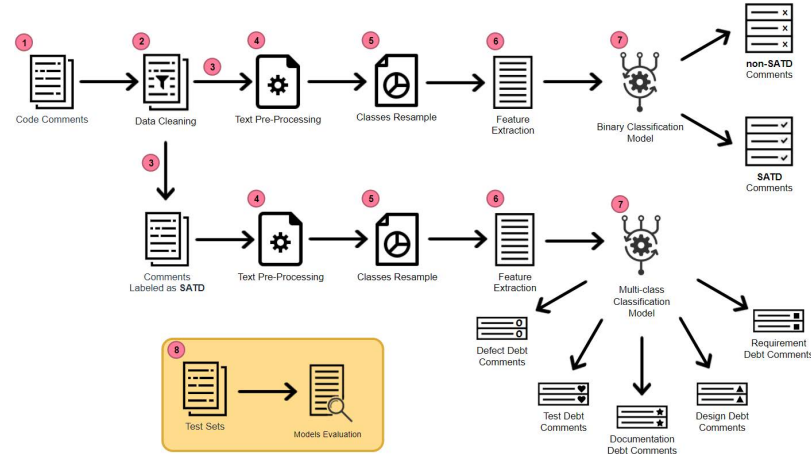 1
Code Comments
2
Data Cleaning
3
4
Text Pre-Processing
5
Classes Resample
6
Feature
Extraction
7
Binary Classification
Model
x
x
x
non-SATD
Comments
SATD
Comments
3
Comments
Labeled as SATD
4
Text Pre-Processing
5
Classes Resample
6
Feature
Extraction
7
Multi-class
Classification
Model
Defect Debt
Comments
Test Debt
Comments
Documentation
Debt Comments
Design Debt
Comments
Requirement
Debt Comments
8
Test Sets
Models Evaluation